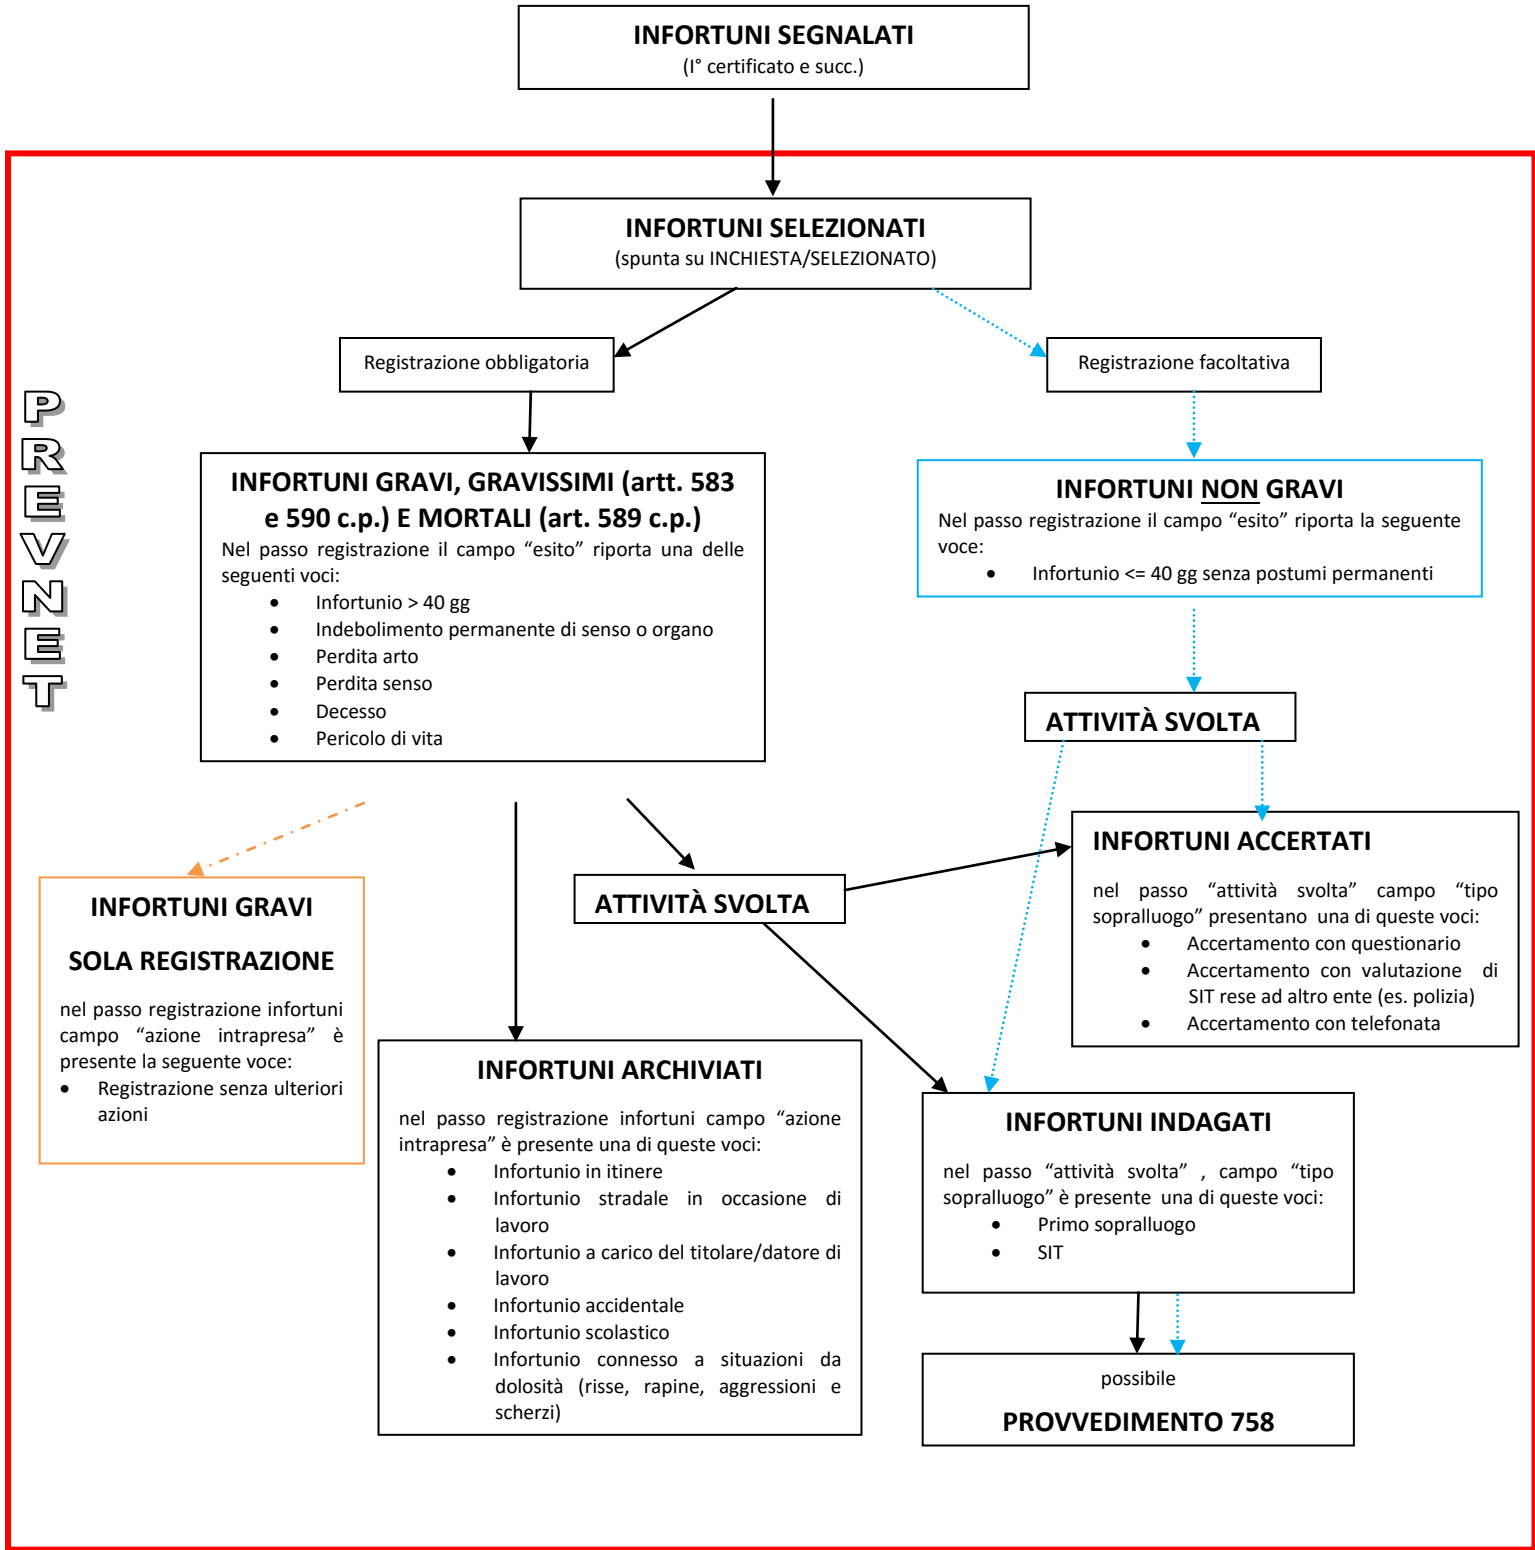 INFORTUNI SEGNALATI
(I° certificato e succ.)
INFORTUNI SELEZIONATI
(spunta su INCHIESTA/SELEZIONATO)
Registrazione obbligatoria
Registrazione facoltativa
P
R
E
V
N
E
T
INFORTUNI GRAVI, GRAVISSIMI (artt. 583
e 590 c.p.) E MORTALI (art. 589 c.p.)
Nel passo registrazione il campo “esito” riporta una delle
seguenti voci:
• Infortunio > 40 gg
• Indebolimento permanente di senso o organo
• Perdita arto
• Perdita senso
• Decesso
• Pericolo di vita
INFORTUNI NON GRAVI
Nel passo registrazione il campo “esito” riporta la seguente
voce:
• Infortunio <= 40 gg senza postumi permanenti
ATTIVITÀ SVOLTA
INFORTUNI GRAVI
SOLA REGISTRAZIONE
nel passo registrazione infortuni
campo “azione intrapresa” è
presente la seguente voce:
• Registrazione senza ulteriori
azioni
ATTIVITÀ SVOLTA
INFORTUNI ACCERTATI
nel passo “attività svolta” campo “tipo
sopralluogo” presentano una di queste voci:
• Accertamento con questionario
• Accertamento con valutazione di
SIT rese ad altro ente (es. polizia)
• Accertamento con telefonata
INFORTUNI ARCHIVIATI
nel passo registrazione infortuni campo “azione
intrapresa” è presente una di queste voci:
• Infortunio in itinere
• Infortunio stradale in occasione di
lavoro
• Infortunio a carico del titolare/datore di
lavoro
• Infortunio accidentale
• Infortunio scolastico
• Infortunio connesso a situazioni da
dolosità (risse, rapine, aggressioni e
scherzi)
INFORTUNI INDAGATI
nel passo “attività svolta” , campo “tipo
sopralluogo” è presente una di queste voci:
• Primo sopralluogo
• SIT
possibile
PROVVEDIMENTO 758